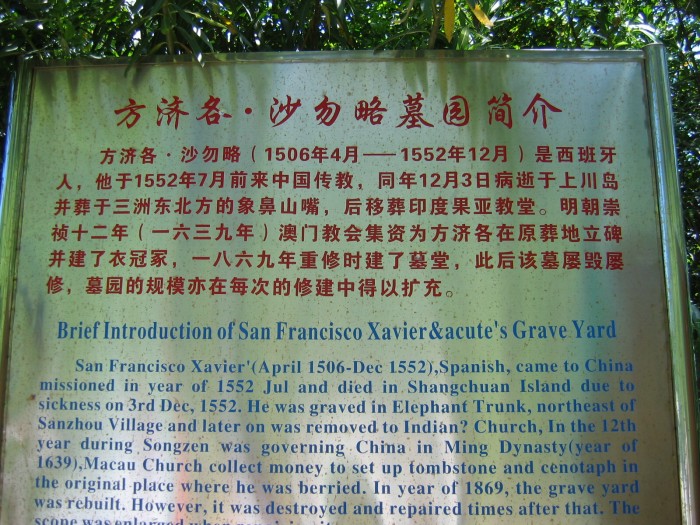 方济各·沙勿略墓园简介
方济各·沙勿略（1506年4月——1552年12月）是西班牙
人，他于1552年7月前来中国传教，同年12月3日病逝于上川岛
并葬于三洲东北方的象鼻山嘴，后移葬印度果亚教堂。明朝崇
祯十二年（一六三九年）澳门教会集资为方济各在原葬地立碑
并建了衣冠冢，一八六九年重修时建了墓堂，此后该墓屡毁屡
修，墓园的规模亦在每次的修建中得以扩充。
Brief Introduction of San Francisco Xavier&acute's Grave Yard
San Francisco Xavier'(April 1506-Dec 1552),Spanish, came to China
missioned in year of 1552 Jul and died in Shangchuan Island due to
sickness on 3rd Dec, 1552. He was graved in Elephant Trunk, northeast of
Sanzhou Village and later on was removed to Indian? Church, In the 12th
year during Songzen was governing China in Ming Dynasty(year of
1639),Macau Church collect money to set up tombstone and cenotaph in
the original place where he was berried. In year of 1869, the grave yard
was rebuilt. However, it was destroyed and repaired times after that. The
scope was enlarged when